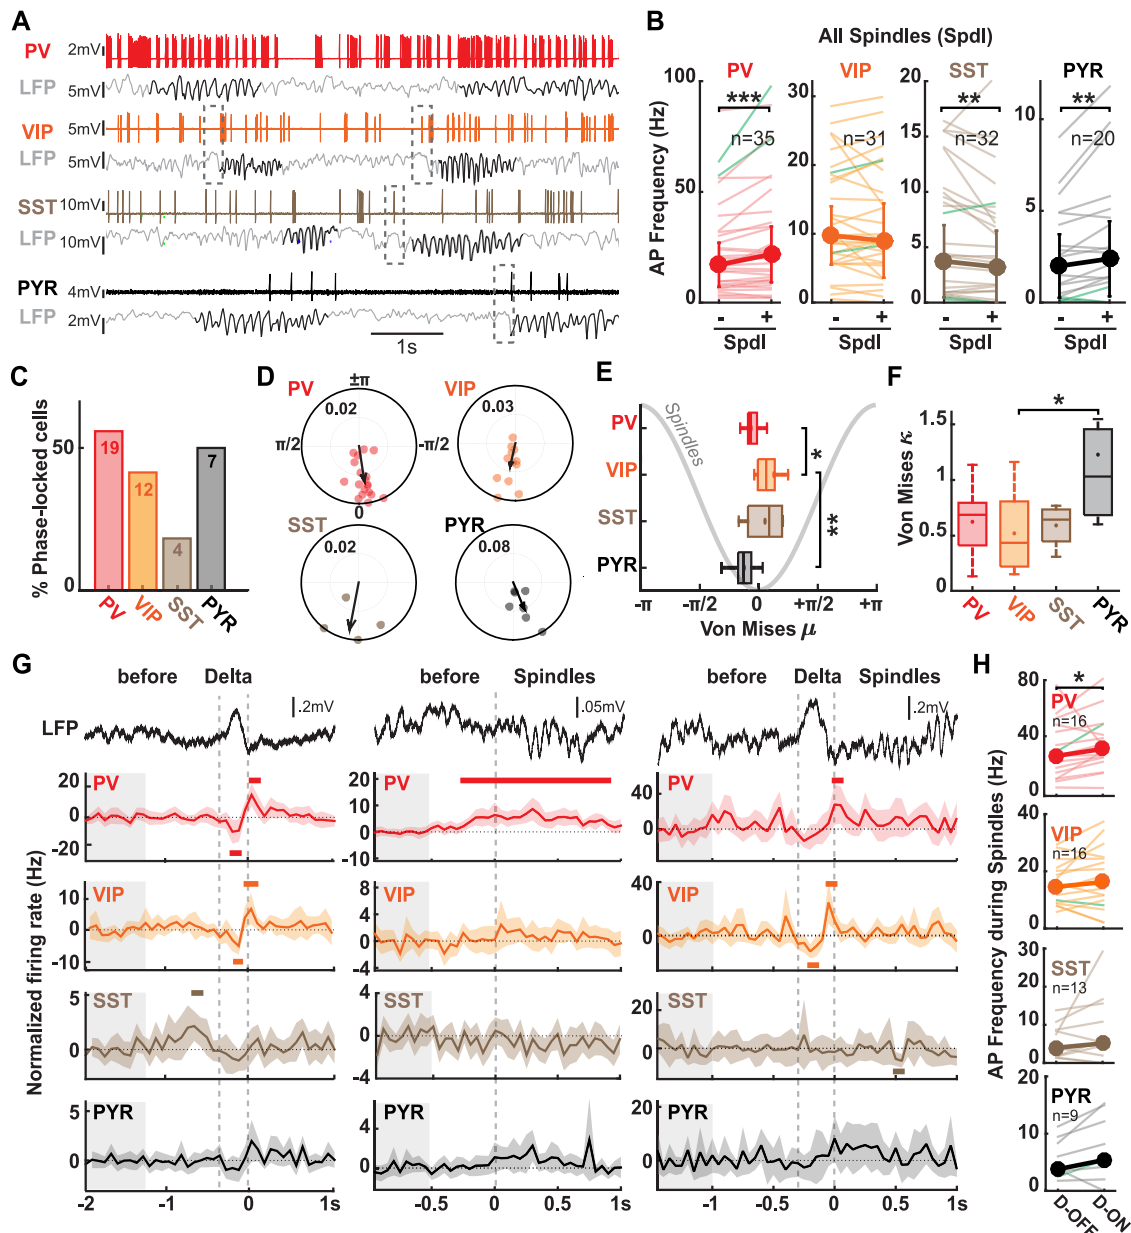 A
PV
2mV
LFP
5mV
VIP
5mV
LFP
5mV
SST
10mV
LFP
10mV
PYR
4mV
LFP
2mV
1s
B
All Spindles (Spdl)
AP Frequency (Hz)
PV
VIP
SST
PYR
100
50
0
30
20
10
0
20
15
10
5
0
10
5
0
***
**
**
n=35
n=31
n=32
n=20
- +
- +
- +
- +
Spdl
Spdl
Spdl
Spdl
C
% Phase-locked cells
50
0
19
12
4
7
PV
VIP
SST
PYR
D
PV
±π
0.02
π/2
-π/2
0
VIP
0.03
SST
0.02
PYR
0.08
E
Spindles
PV
VIP
SST
PYR
*
**
-π
-π/2
0
+π/2
+π
Von Mises μ
F
Von Mises κ
1.5
1
0.5
0
*
PV
VIP
SST
PYR
G
before Delta
before Spindles
before Delta Spindles
LFP
.2mV
.05mV
.2mV
Normalized firing rate (Hz)
PV
20
0
-20
PV
20
10
0
-10
PV
40
0
VIP
10
0
-10
VIP
8
4
0
-4
VIP
40
0
SST
5
0
SST
4
0
-4
SST
20
0
PYR
5
0
PYR
4
0
PYR
20
0
-2 -1 0 1s
-0.5 0 0.5 1s
-1 -0.5 0 0.5 1s
H
AP Frequency during Spindles (Hz)
80
40
0
*
PV
n=16
40
20
0
VIP
n=16
30
20
10
0
SST
n=13
20
10
0
PYR
n=9
D-OFF
D-ON